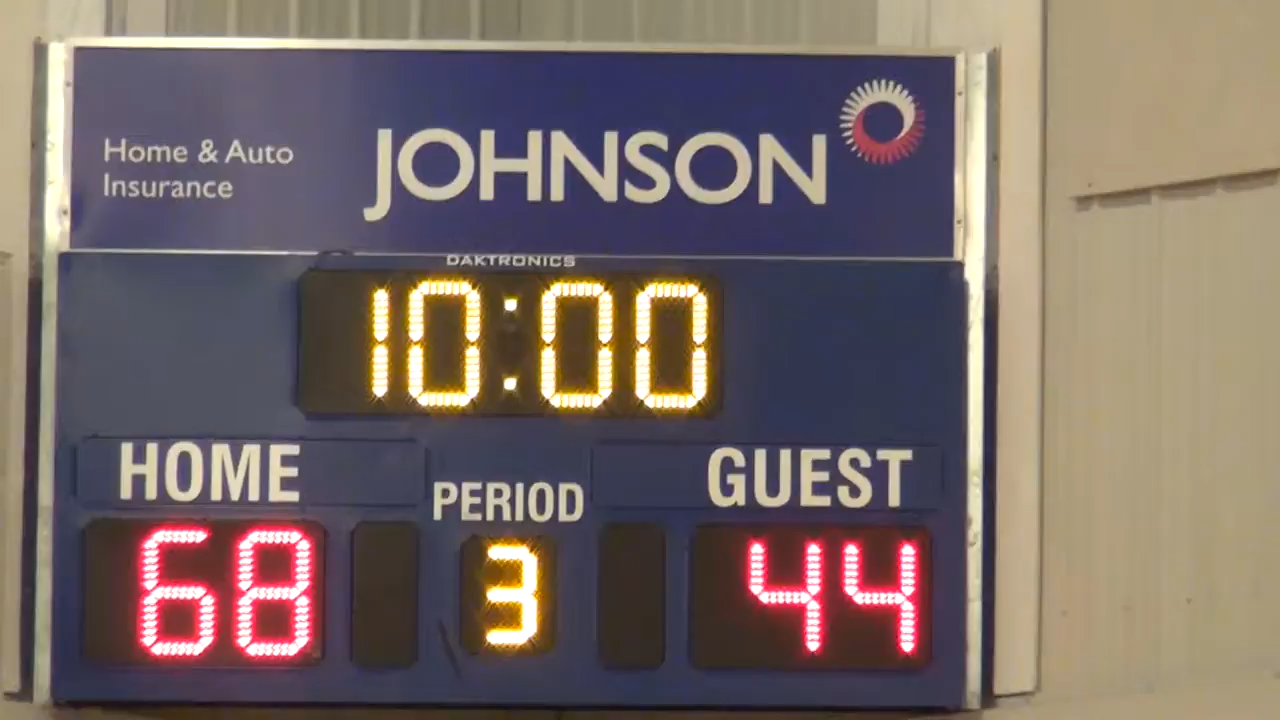 Home & Auto
Insurance
JOHNSON
DAKTRONICS
10:00
HOME
PERIOD
GUEST
68
3
44